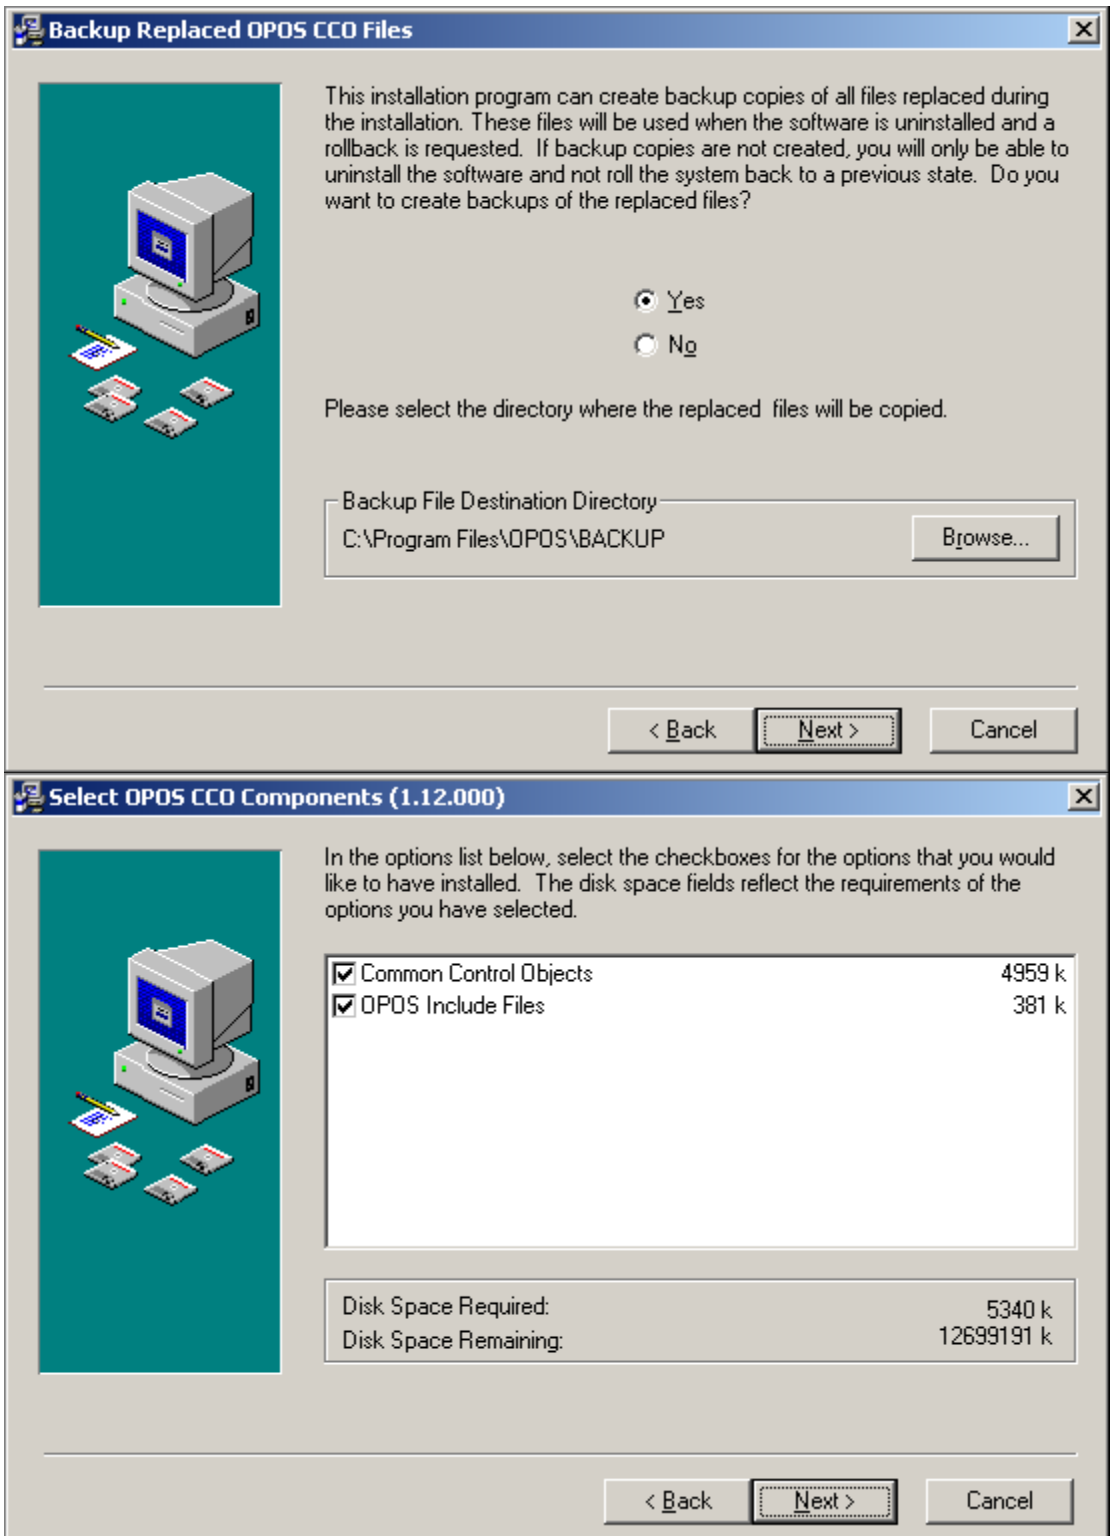 Backup Replaced OPOS CCO Files
This installation program can create backup copies of all files replaced during
the installation. These files will be used when the software is uninstalled and a
rollback is requested.  If backup copies are not created, you will only be able to
uninstall the software and not roll the system back to a previous state.  Do you
want to create backups of the replaced files?
Yes
No
Please select the directory where the replaced  files will be copied.
Backup File Destination Directory
C:\Program Files\OPOS\BACKUP
Browse...
< Back
Next >
Cancel
Select OPOS CCO Components (1.12.000)
In the options list below, select the checkboxes for the options that you would
like to have installed.  The disk space fields reflect the requirements of the
options you have selected.
Common Control Objects 4959 k
OPOS Include Files 381 k
Disk Space Required: 5340 k
Disk Space Remaining: 12699191 k
< Back
Next >
Cancel